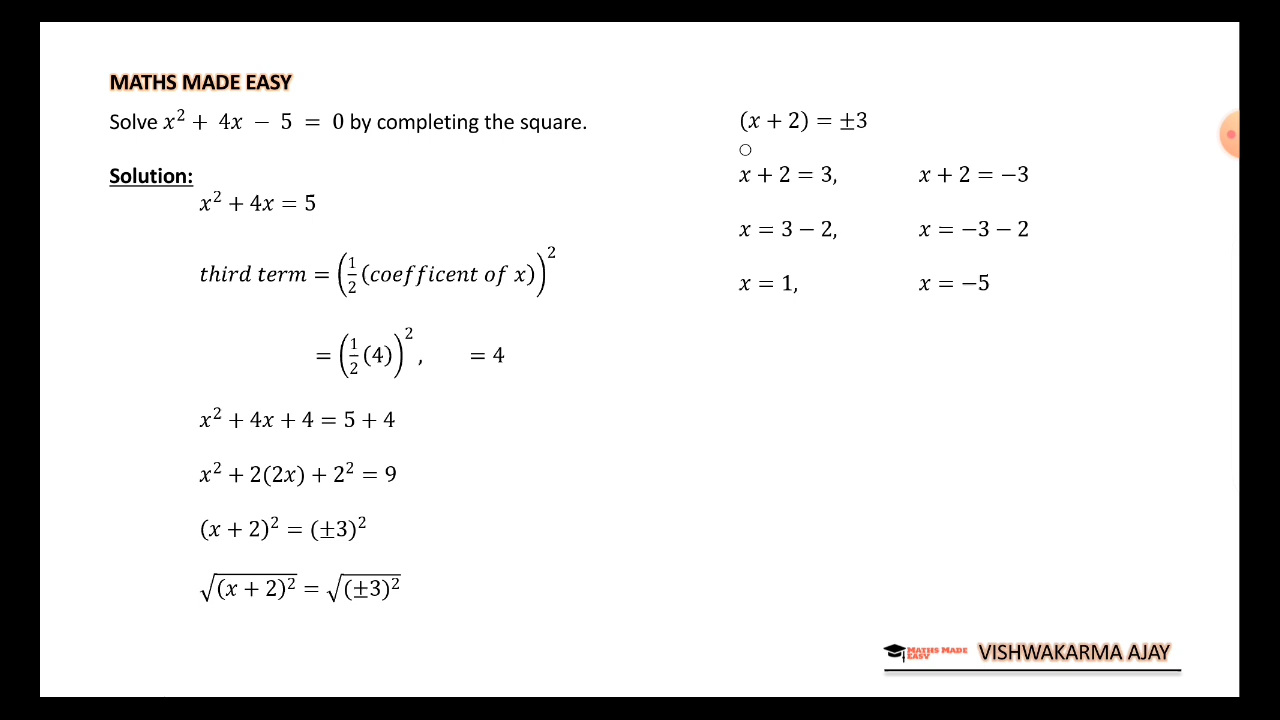 MATHS MADE EASY
Solve x² + 4x − 5 = 0 by completing the square.
Solution:
x² + 4x = 5
third term = (1/2 (coefficent of x))²
= (1/2 (4))², = 4
x² + 4x + 4 = 5 + 4
x² + 2(2x) + 2² = 9
(x + 2)² = (±3)²
√(x + 2)² = √(±3)²
(x + 2) = ±3
x + 2 = 3, x + 2 = −3
x = 3 − 2, x = −3 − 2
x = 1, x = −5
MATHS MADE
EASY
VISHWAKARMA AJAY